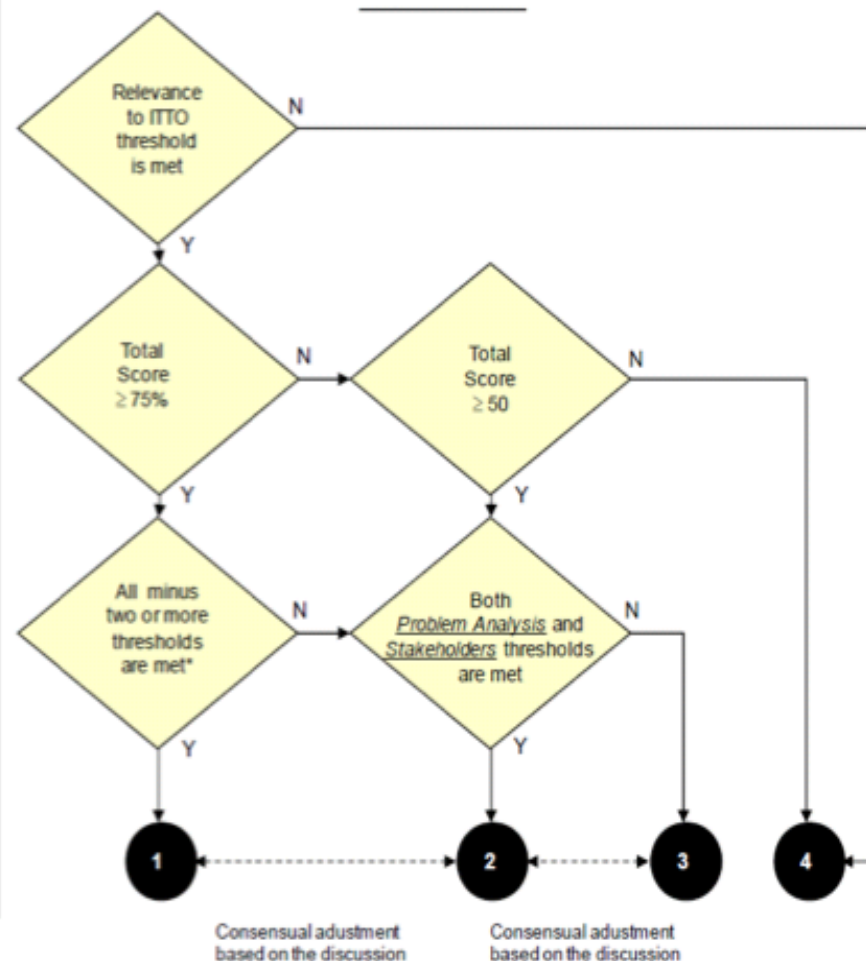 Relevance
to ITTO
threshold
is met
N
Y
Total
Score
≥ 75%
N
Total
Score
≥ 50
N
Y
Y
All minus
two or more
thresholds
are met*
N
Both
Problem Analysis and
Stakeholders thresholds
are met
N
Y
Y
1
2
3
4
Consensual adustment
based on the discussion
Consensual adustment
based on the discussion